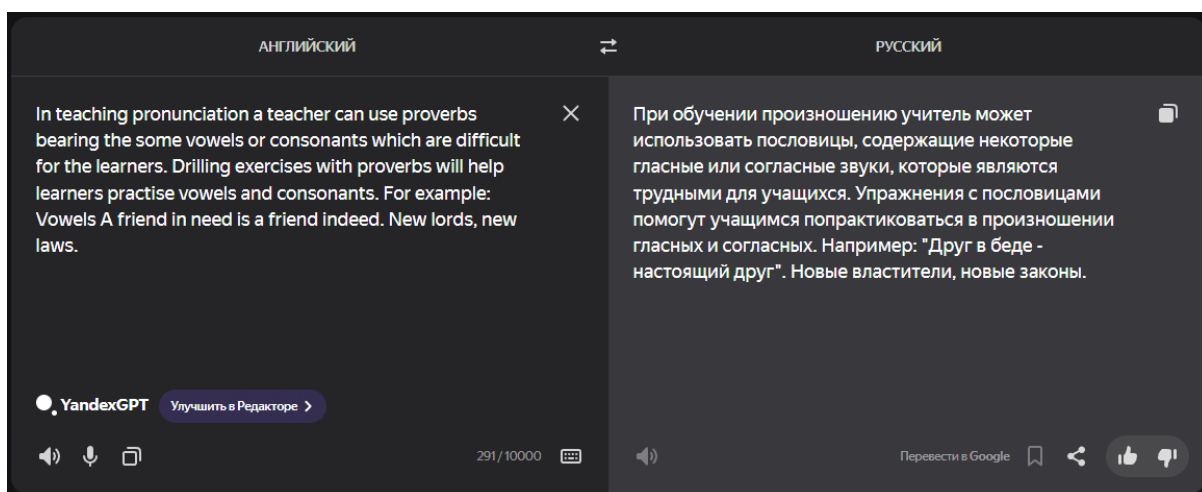 АНГЛИЙСКИЙ
РУССКИЙ
In teaching pronunciation a teacher can use proverbs
bearing the some vowels or consonants which are difficult
for the learners. Drilling exercises with proverbs will help
learners practise vowels and consonants. For example:
Vowels A friend in need is a friend indeed. New lords, new
laws.
При обучении произношению учитель может
использовать пословицы, содержащие некоторые
гласные или согласные звуки, которые являются
трудными для учащихся. Упражнения с пословицами
помогут учащимся попрактиковаться в произношении
гласных и согласных. Например: "Друг в беде -
настоящий друг". Новые властители, новые законы.
YandexGPT Улучшить в Редакторе >
291/10000
Перевести в Google